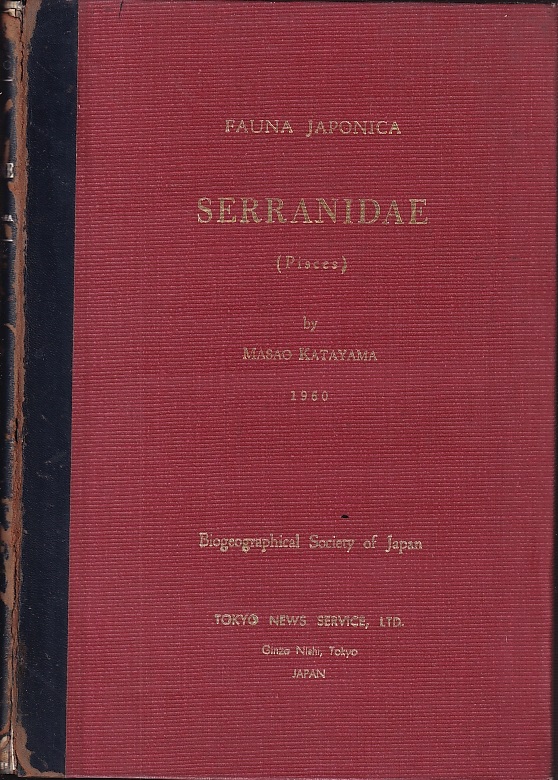 FAUNA JAPONICA
SERRANIDAE
(Pisces)
by
MASAO KATAYAMA
1960
Biogeographical Society of Japan
TOKYO NEWS SERVICE, LTD.
Ginza Nishi, Tokyo
JAPAN